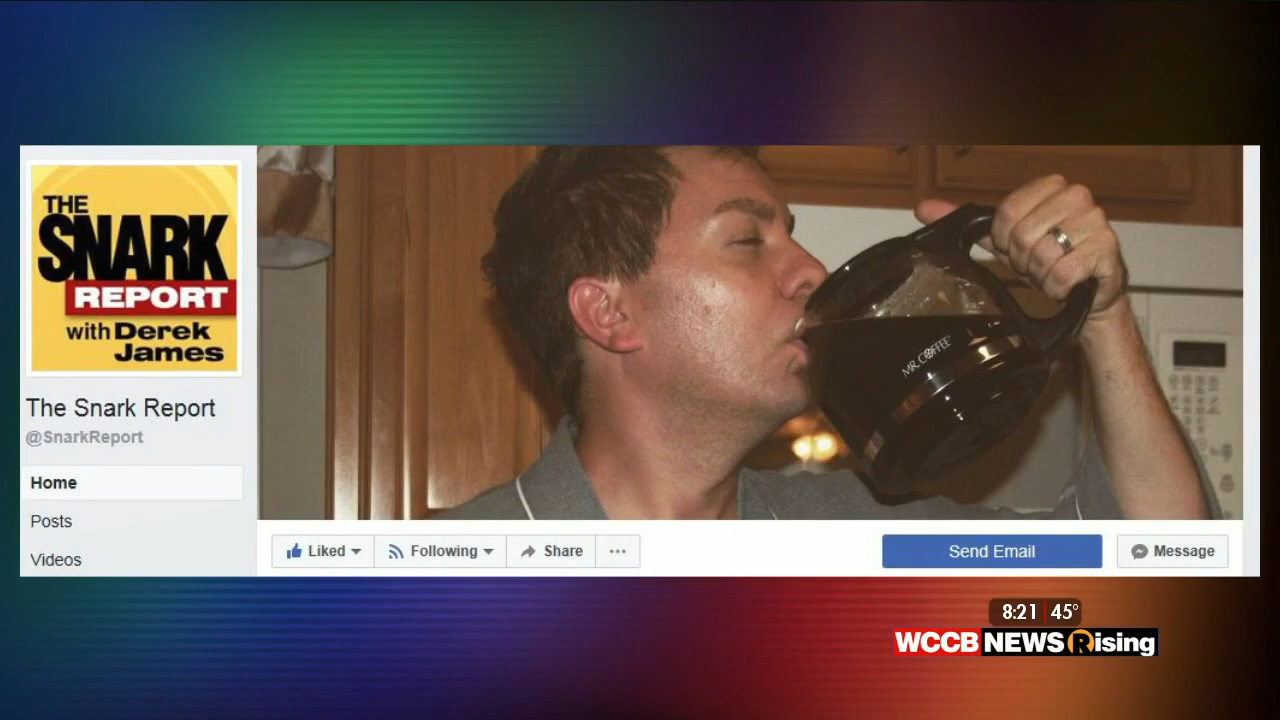 THE
SNARK
REPORT
with Derek
James
The Snark Report
@SnarkReport
Home
Posts
Videos
MR. COFFEE
Liked
Following
Share
Send Email
Message
8:21 45°
WCCB NEWS Rising